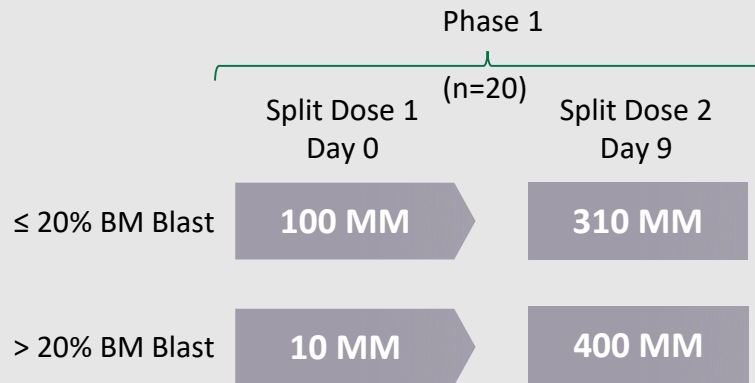 Phase 1
(n=20)
Split Dose 1
Day 0
Split Dose 2
Day 9
≤ 20% BM Blast
100 MM
310 MM
> 20% BM Blast
10 MM
400 MM